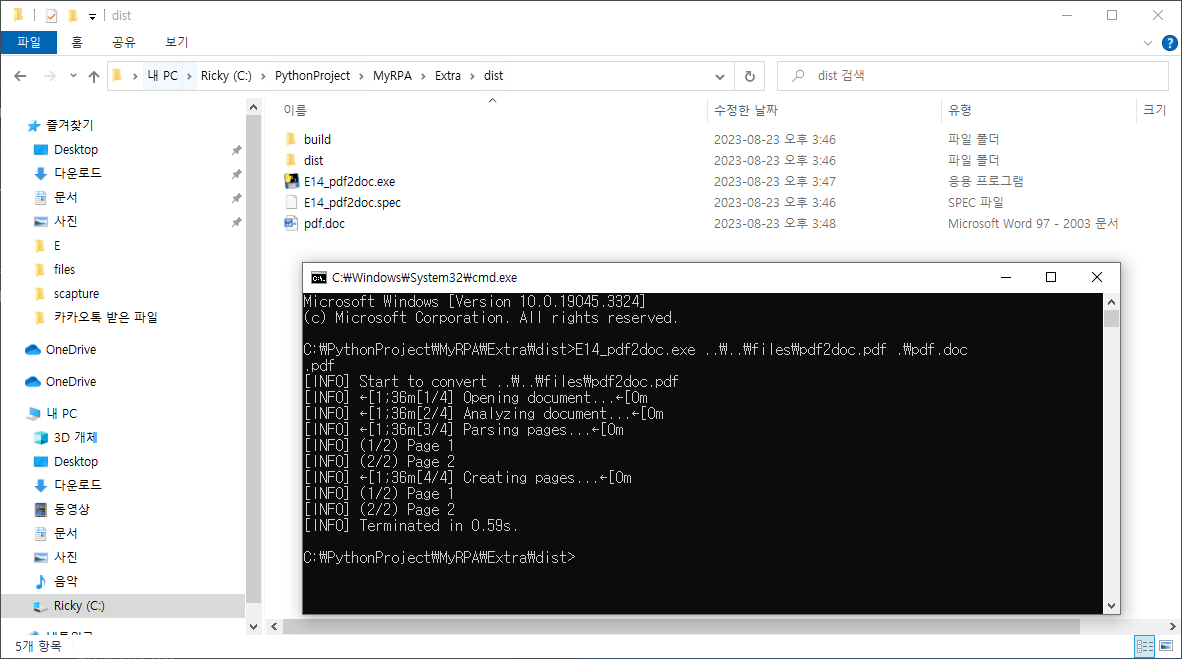 dist
파일 홈 공유 보기
내 PC > Ricky (C:) > PythonProject > MyRPA > Extra > dist
dist 검색
이름 수정한 날짜 유형 크기
build 2023-08-23 오후 3:46 파일 폴더
dist 2023-08-23 오후 3:46 파일 폴더
E14_pdf2doc.exe 2023-08-23 오후 3:47 응용 프로그램
E14_pdf2doc.spec 2023-08-23 오후 3:46 SPEC 파일
pdf.doc 2023-08-23 오후 3:48 Microsoft Word 97 - 2003 문서
즐겨찾기
Desktop
다운로드
문서
사진
E
files
scapture
카카오톡 받은 파일
OneDrive
OneDrive
내 PC
3D 개체
Desktop
다운로드
동영상
문서
사진
음악
Ricky (C:)
5개 항목
C:\Windows\System32\cmd.exe
Microsoft Windows [Version 10.0.19045.3324]
(c) Microsoft Corporation. All rights reserved.
C:₩PythonProject₩MyRPA₩Extra₩dist>E14_pdf2doc.exe ..₩..₩files₩pdf2doc.pdf .₩pdf.doc
.pdf
[INFO] Start to convert ..₩..₩files₩pdf2doc.pdf
[INFO] ←[1;36m[1/4] Opening document...←[0m
[INFO] ←[1;36m[2/4] Analyzing document...←[0m
[INFO] ←[1;36m[3/4] Parsing pages...←[0m
[INFO] (1/2) Page 1
[INFO] (2/2) Page 2
[INFO] ←[1;36m[4/4] Creating pages...←[0m
[INFO] (1/2) Page 1
[INFO] (2/2) Page 2
[INFO] Terminated in 0.59s.
C:₩PythonProject₩MyRPA₩Extra₩dist>